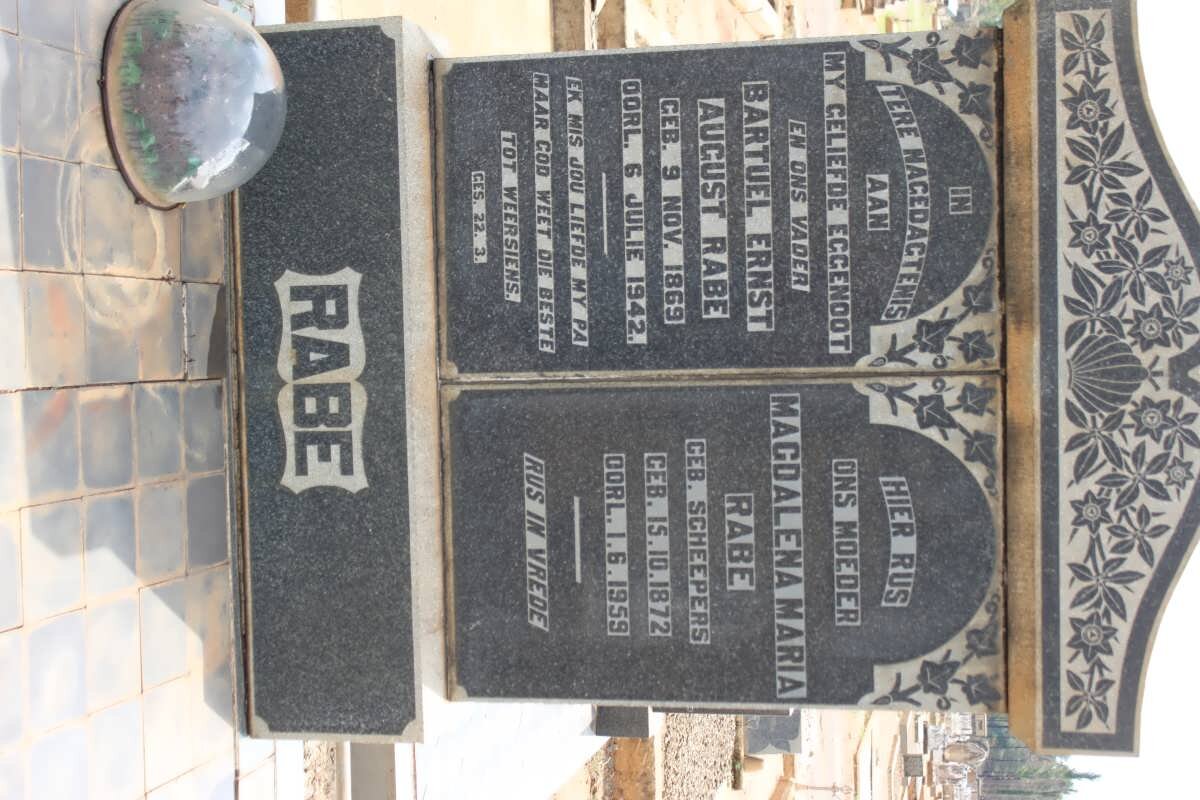 IN
TERE NAGEDAGTENIS
AAN
MY GELIEFDE EGGENOOT
EN ONS VADER
BARTUEL ERNST
AUGUST RABE
GEB. 9 NOV. 1869
OORL. 6 JULIE 1942.
EK MIS JOU LIEFDE MY PA
MAAR GOD WEET DIE BESTE
TOT WEERSIENS.
GES. 22. 3.
HIER RUS
ONS MOEDER
MAGDALENA MARIA
RABE
GEB. SCHEEPERS
GEB. 15.10.1872
OORL. 1.6.1959
RUS IN VREDE
RABE